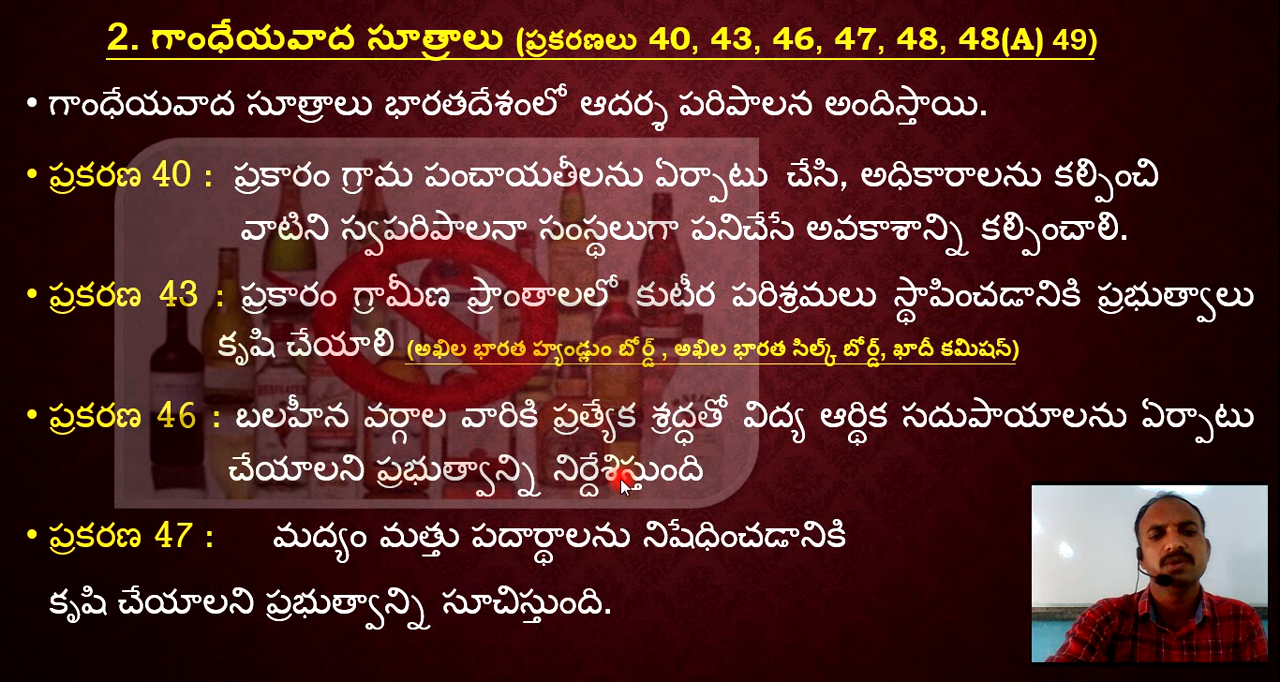 2. గాంధేయవాద సూత్రాలు (ప్రకరణలు 40, 43, 46, 47, 48, 48(A) 49)
• గాంధేయవాద సూత్రాలు భారతదేశంలో ఆదర్శ పరిపాలన అందిస్తాయి.
• ప్రకరణ 40 : ప్రకారం గ్రామ పంచాయతీలను ఏర్పాటు చేసి, అధికారాలను కల్పించి
వాటిని స్వపరిపాలనా సంస్థలుగా పనిచేసే అవకాశాన్ని కల్పించాలి.
• ప్రకరణ 43 : ప్రకారం గ్రామీణ ప్రాంతాలలో కుటీర పరిశ్రమలు స్థాపించడానికి ప్రభుత్వాలు
కృషి చేయాలి (అఖిల భారత హ్యండ్లుం బోర్డ్ , అఖిల భారత సిల్క్ బోర్డ్, ఖాదీ కమిషన్)
• ప్రకరణ 46 : బలహీన వర్గాల వారికి ప్రత్యేక శ్రద్ధతో విద్య ఆర్థిక సదుపాయాలను ఏర్పాటు
చేయాలని ప్రభుత్వాన్ని నిర్దేశిస్తుంది
• ప్రకరణ 47 : మద్యం మత్తు పదార్థాలను నిషేధించడానికి
కృషి చేయాలని ప్రభుత్వాన్ని సూచిస్తుంది.